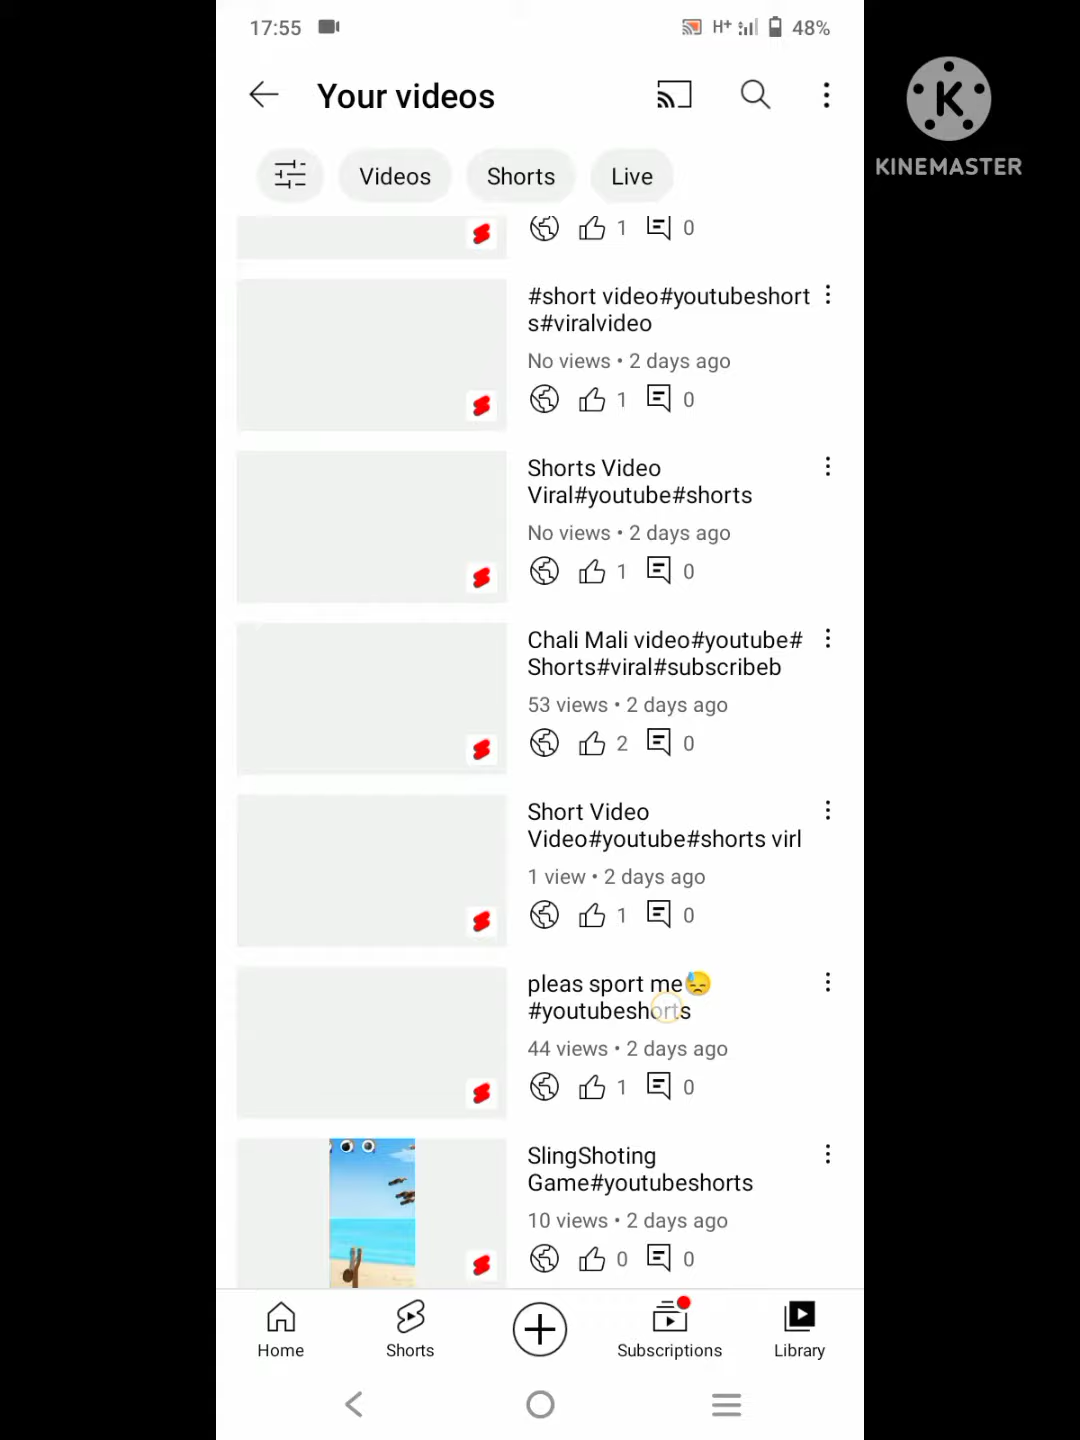 17:55 H+ 48%
Your videos
KINEMASTER
Videos Shorts Live
1 0
#short video#youtubeshort
s#viralvideo
No views • 2 days ago
1 0
Shorts Video
Viral#youtube#shorts
No views • 2 days ago
1 0
Chali Mali video#youtube#
Shorts#viral#subscribeb
53 views • 2 days ago
2 0
Short Video
Video#youtube#shorts virl
1 view • 2 days ago
1 0
pleas sport me😓
#youtubeshorts
44 views • 2 days ago
1 0
SlingShoting
Game#youtubeshorts
10 views • 2 days ago
0 0
Home Shorts Subscriptions Library